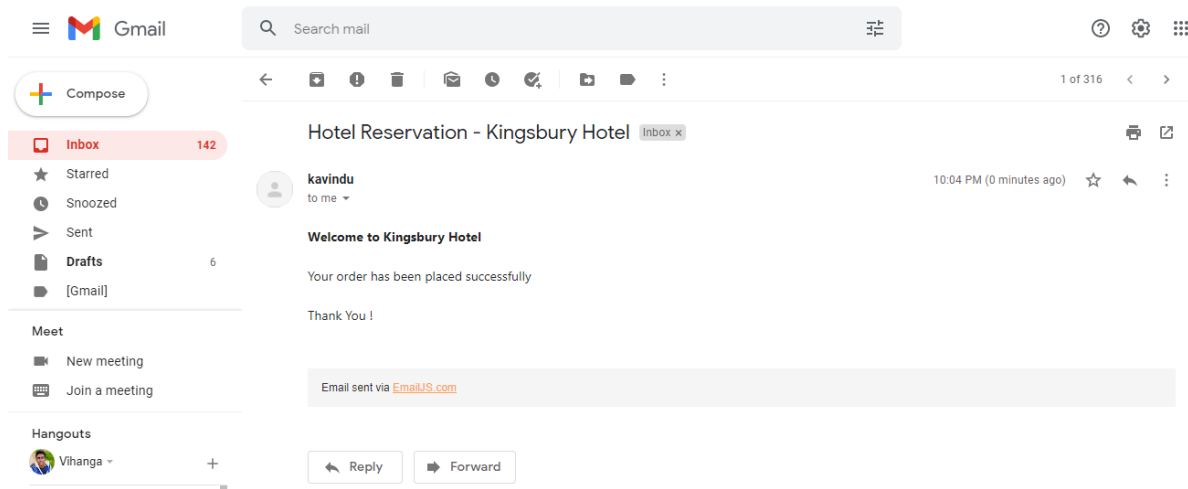 Gmail
Search mail
Compose
1 of 316
Inbox 142
Starred
Snoozed
Sent
Drafts 6
[Gmail]
Meet
New meeting
Join a meeting
Hangouts
Vihanga
Hotel Reservation - Kingsbury Hotel Inbox x
kavindu 10:04 PM (0 minutes ago)
to me
Welcome to Kingsbury Hotel
Your order has been placed successfully
Thank You !
Email sent via EmailJS.com
Reply Forward